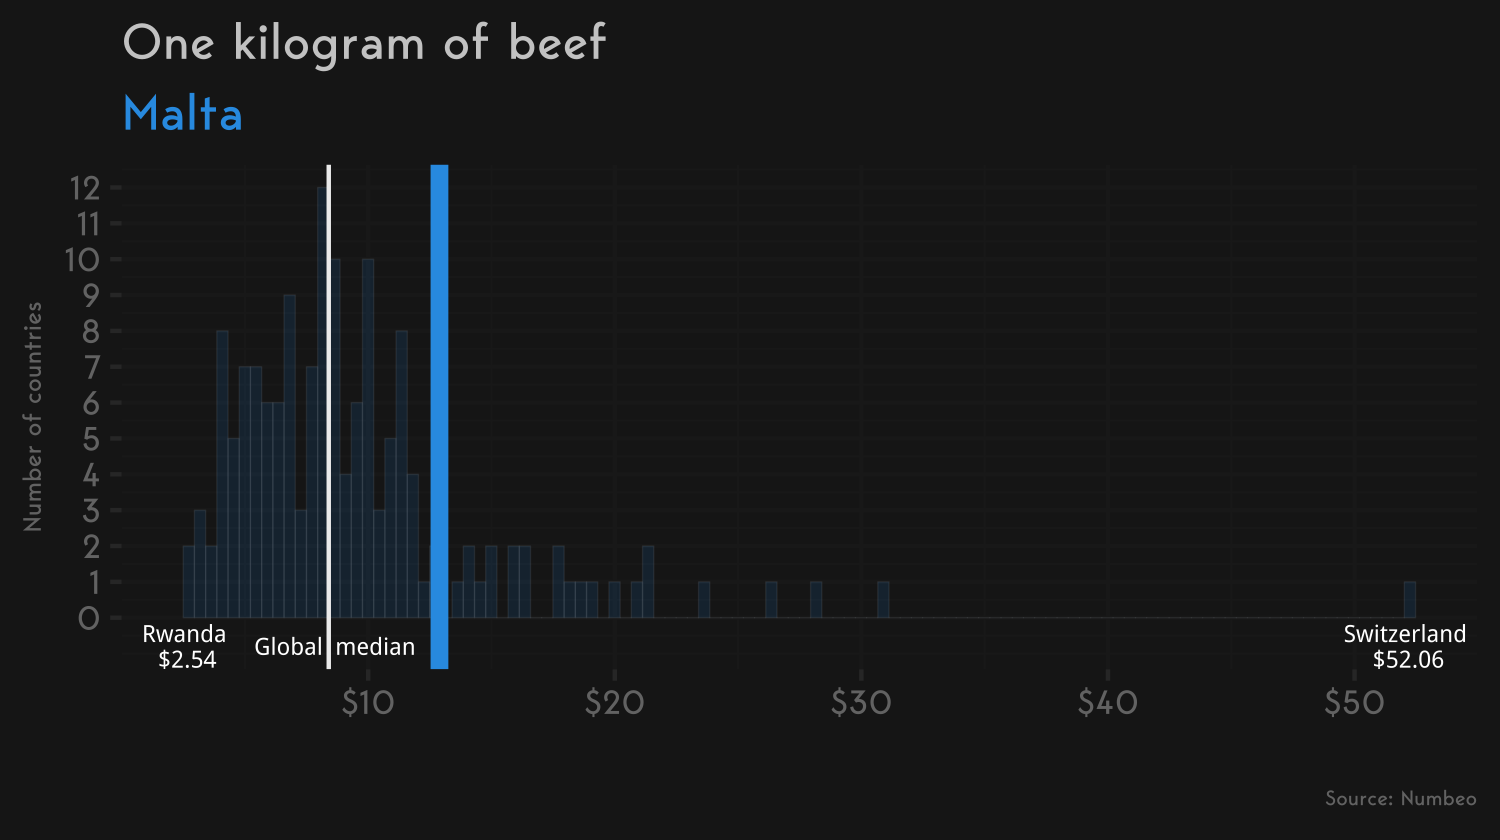 One kilogram of beef
Malta
Number of countries
12
11
10
9
8
7
6
5
4
3
2
1
0
Rwanda
$2.54
Global median
Switzerland
$52.06
$10 $20 $30 $40 $50
Source: Numbeo